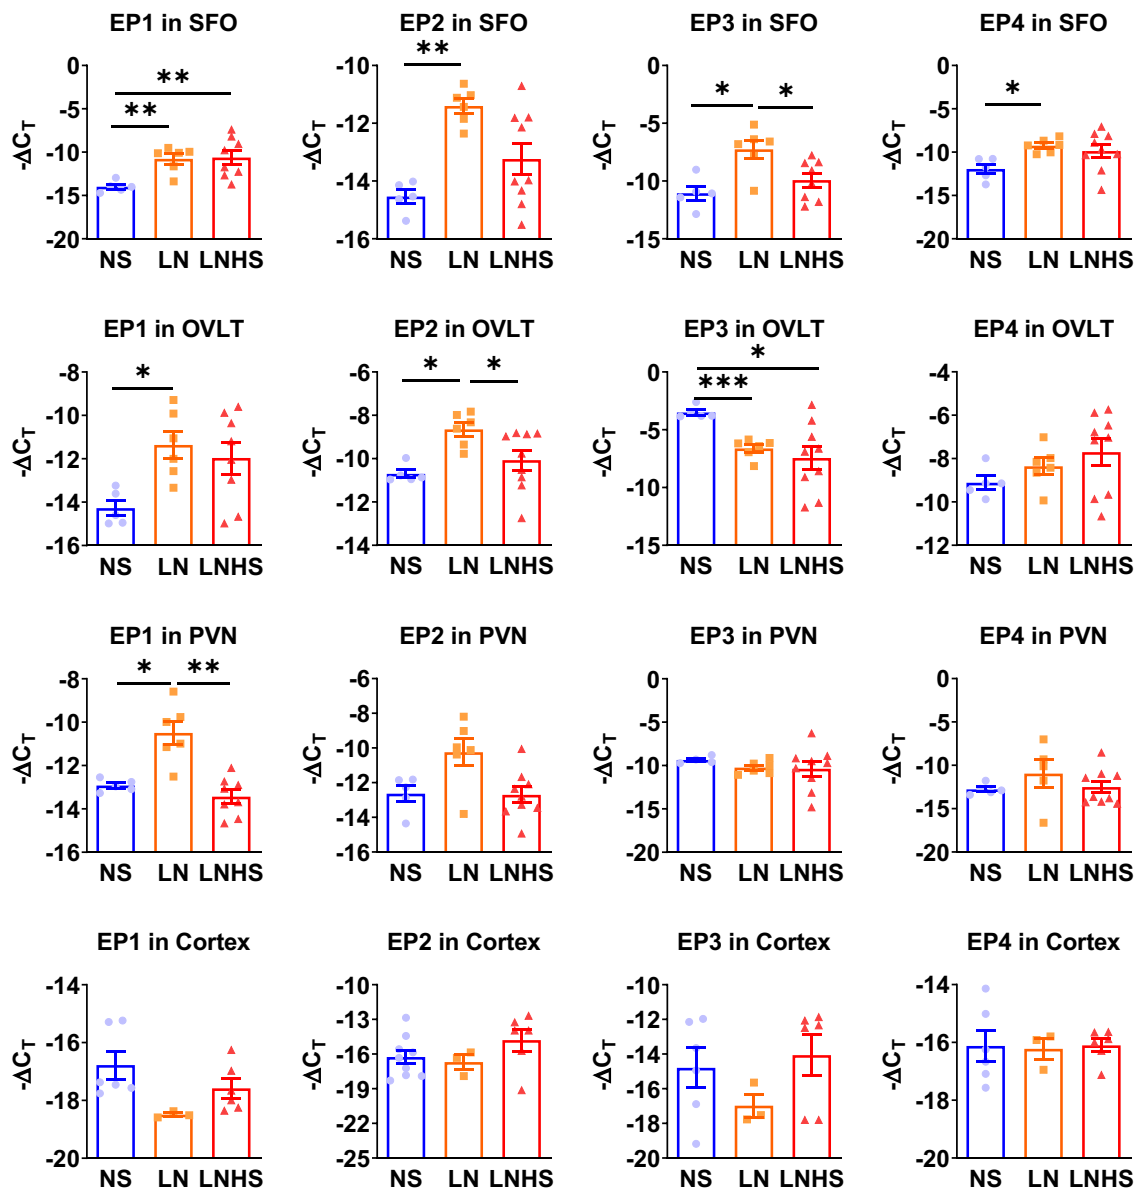 EP1 in SFO
0
-5
-10
-15
-20
-ΔCT
**
**
NS LN LNHS
EP2 in SFO
-10
-12
-14
-16
-ΔCT
**
NS LN LNHS
EP3 in SFO
0
-5
-10
-15
-ΔCT
*
*
NS LN LNHS
EP4 in SFO
0
-5
-10
-15
-20
-ΔCT
*
NS LN LNHS
EP1 in OVLT
-8
-10
-12
-14
-16
-ΔCT
*
NS LN LNHS
EP2 in OVLT
-6
-8
-10
-12
-14
-ΔCT
*
*
NS LN LNHS
EP3 in OVLT
0
-5
-10
-15
-ΔCT
*
***
NS LN LNHS
EP4 in OVLT
-4
-6
-8
-10
-12
-ΔCT
NS LN LNHS
EP1 in PVN
-8
-10
-12
-14
-16
-ΔCT
*
**
NS LN LNHS
EP2 in PVN
-6
-8
-10
-12
-14
-16
-ΔCT
NS LN LNHS
EP3 in PVN
0
-5
-10
-15
-20
-ΔCT
NS LN LNHS
EP4 in PVN
0
-5
-10
-15
-20
-ΔCT
NS LN LNHS
EP1 in Cortex
-14
-16
-18
-20
-ΔCT
NS LN LNHS
EP2 in Cortex
-10
-13
-16
-19
-22
-25
-ΔCT
NS LN LNHS
EP3 in Cortex
-10
-12
-14
-16
-18
-20
-ΔCT
NS LN LNHS
EP4 in Cortex
-14
-16
-18
-20
-ΔCT
NS LN LNHS